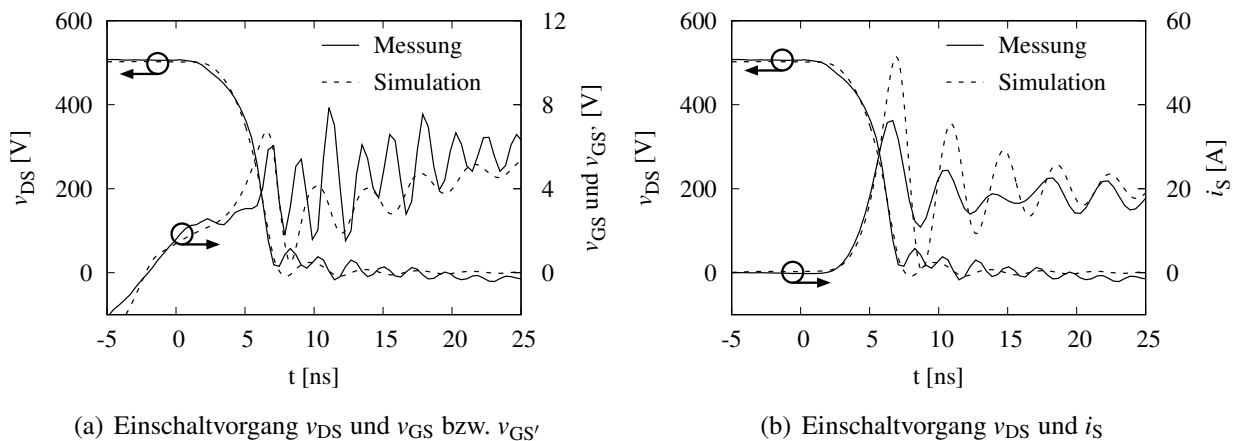 600
400
200
0
v_DS [V]
12
8
4
0
v_GS und v_GS' [V]
Messung
Simulation
-5 0 5 10 15 20 25
t [ns]
(a) Einschaltvorgang v_DS und v_GS bzw. v_GS'
600
400
200
0
v_DS [V]
60
40
20
0
i_S [A]
Messung
Simulation
-5 0 5 10 15 20 25
t [ns]
(b) Einschaltvorgang v_DS und i_S